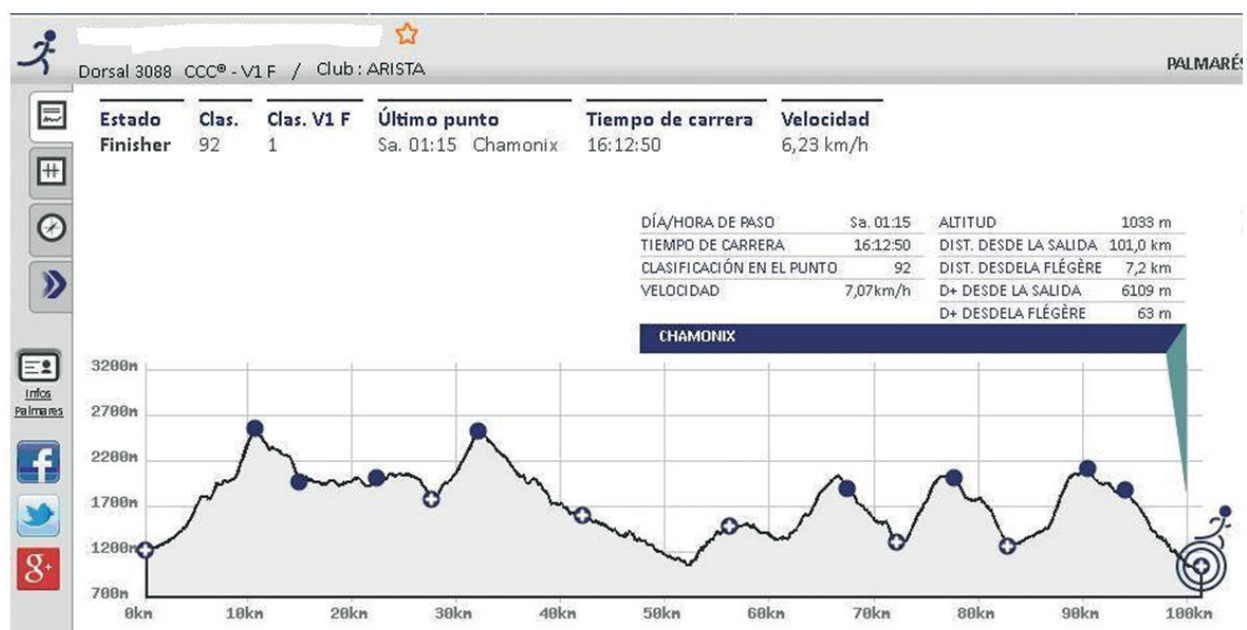 Dorsal 3088 CCC® - V1 F / Club : ARISTA
PALMARÉS
Estado Clas. Clas. V1 F Último punto Tiempo de carrera Velocidad
Finisher 92 1 Sa. 01:15 Chamonix 16:12:50 6,23 km/h
DÍA/HORA DE PASO Sa. 01:15 ALTITUD 1033 m
TIEMPO DE CARRERA 16:12:50 DIST. DESDE LA SALIDA 101,0 km
CLASIFICACIÓN EN EL PUNTO 92 DIST. DESDELA FLÉGÈRE 7,2 km
VELOCIDAD 7,07km/h D+ DESDE LA SALIDA 6109 m
D+ DESDELA FLÉGÈRE 63 m
CHAMONIX
Infos
Palmares
3200m
2700m
2200m
1700m
1200m
700m
0km 10km 20km 30km 40km 50km 60km 70km 80km 90km 100km
f
g+